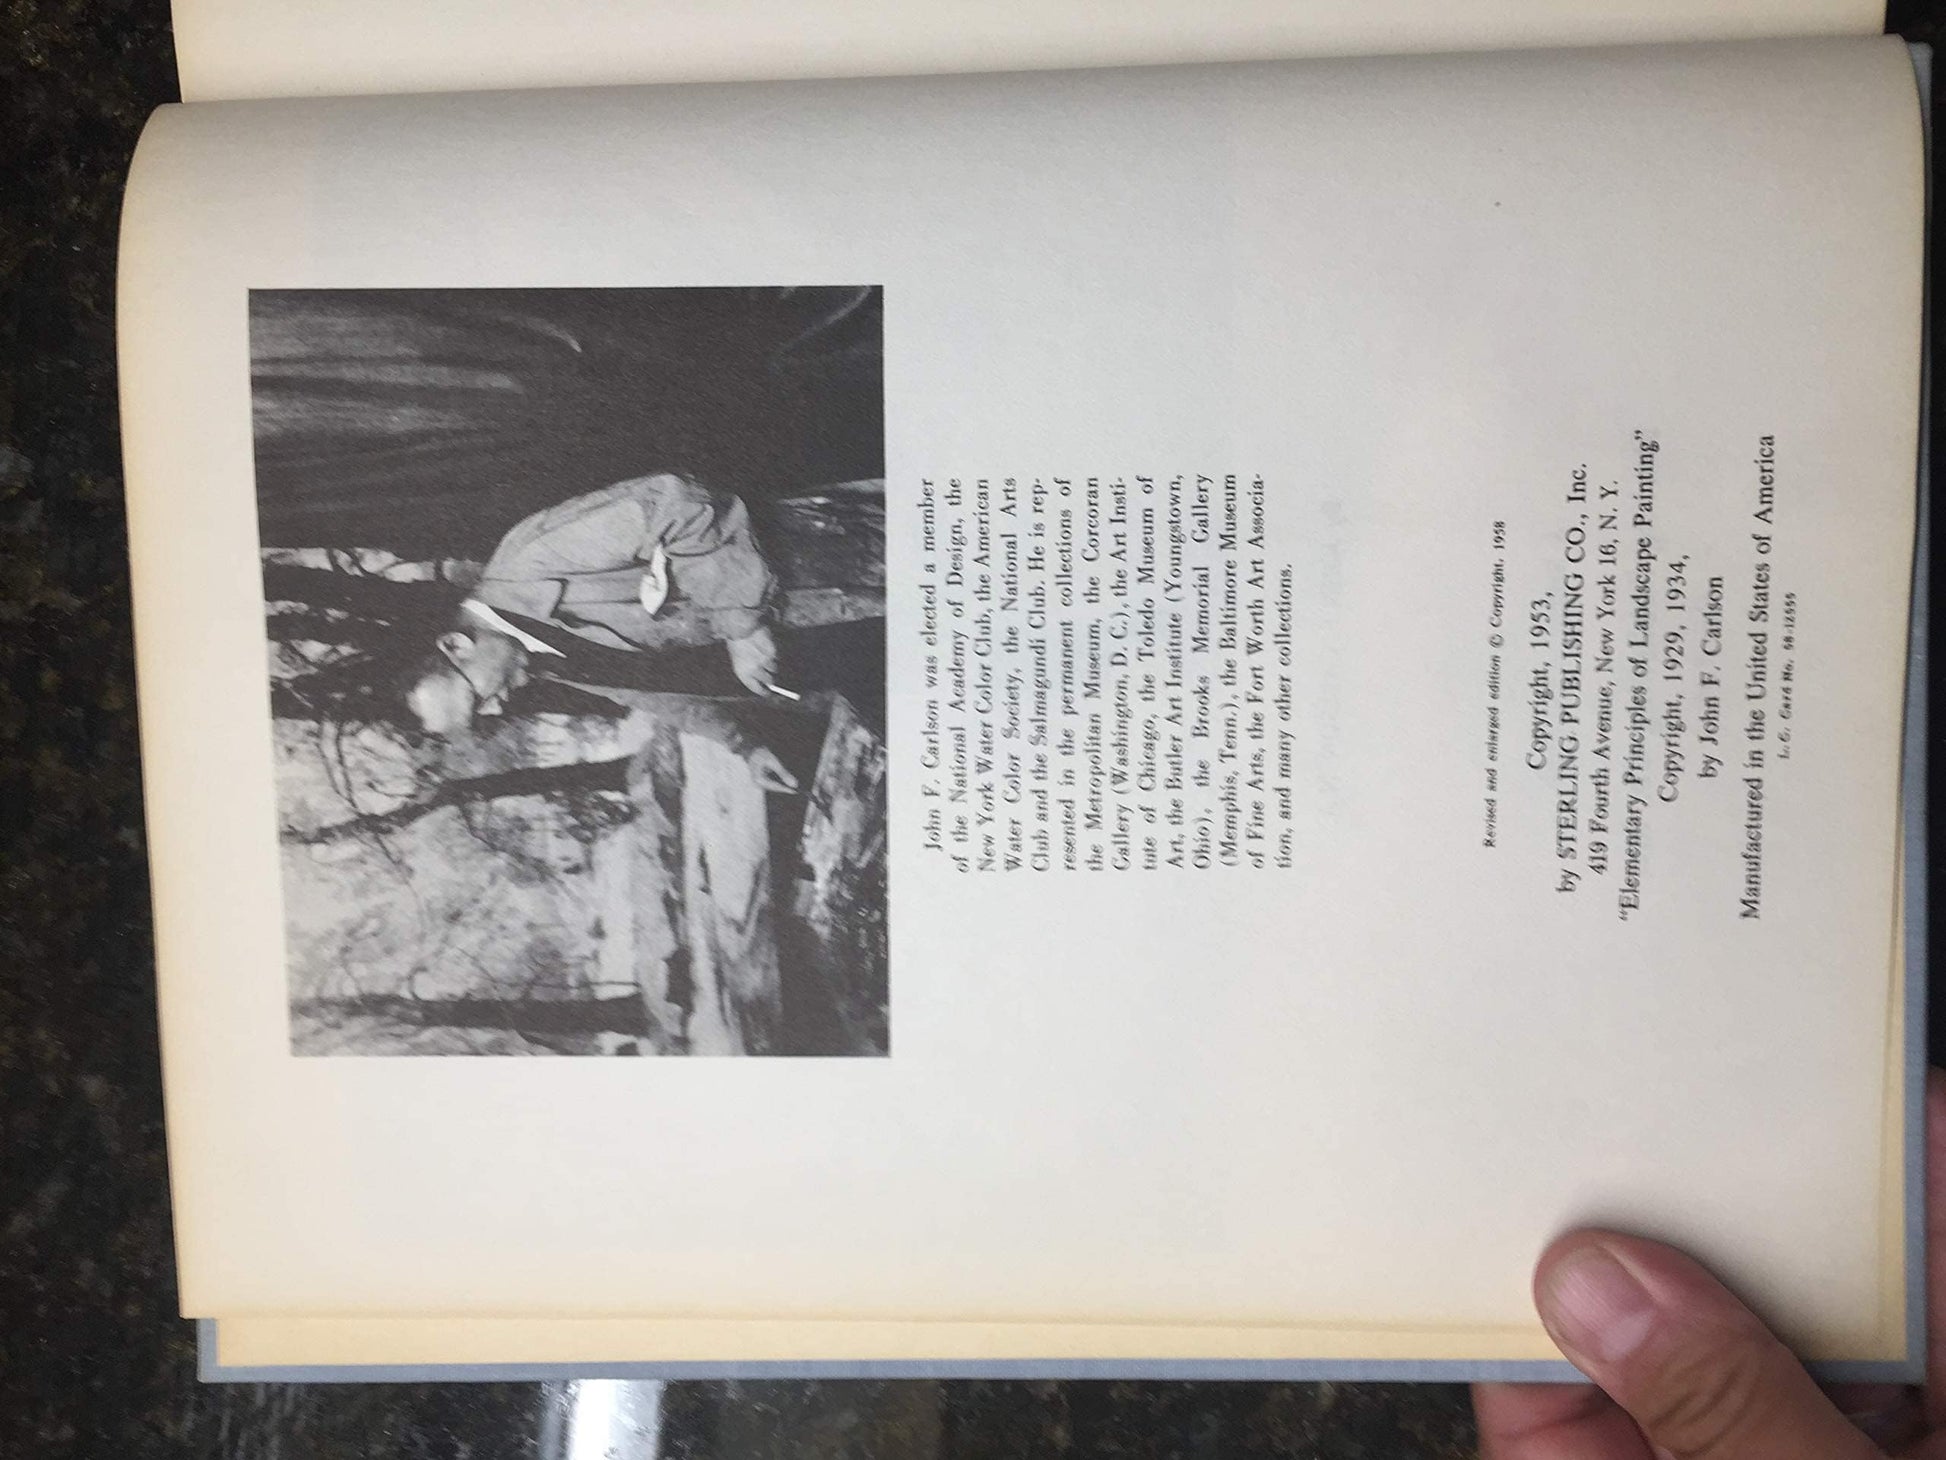 John F. Carlson was elected a member
of the National Academy of Design, the
New York Water Color Club, the American
Water Color Society, the National Arts
Club and the Salmagundi Club. He is rep-
resented in the permanent collections of
the Metropolitan Museum, the Corcoran
Gallery (Washington, D. C.), the Art Insti-
tute of Chicago, the Toledo Museum of
Art, the Butler Art Institute (Youngstown,
Ohio), the Brooks Memorial Gallery
(Memphis, Tenn.), the Baltimore Museum
of Fine Arts, the Fort Worth Art Associa-
tion, and many other collections.
Revised and enlarged edition © Copyright, 1958
Copyright, 1953,
by STERLING PUBLISHING CO., Inc.
419 Fourth Avenue, New York 16, N. Y.
"Elementary Principles of Landscape Painting"
Copyright, 1929, 1934,
by John F. Carlson
Manufactured in the United States of America
L. C. Card No. 58-12555